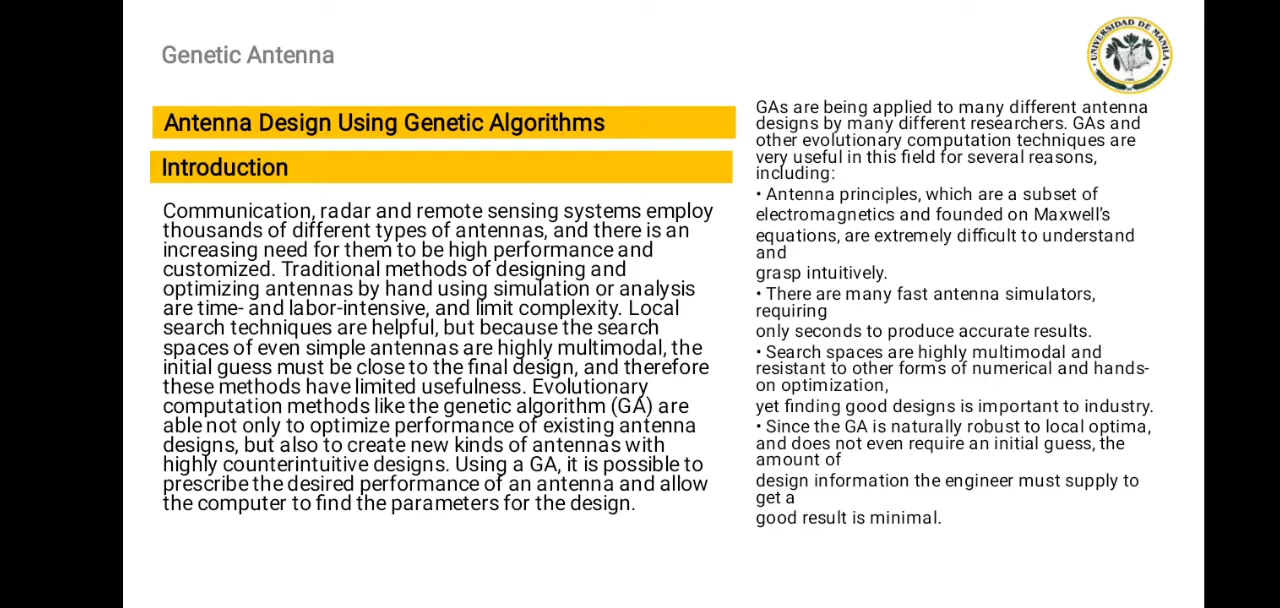 Genetic Antenna
UNIVERSIDAD DE MANILA
Antenna Design Using Genetic Algorithms
Introduction
Communication, radar and remote sensing systems employ
thousands of different types of antennas, and there is an
increasing need for them to be high performance and
customized. Traditional methods of designing and
optimizing antennas by hand using simulation or analysis
are time- and labor-intensive, and limit complexity. Local
search techniques are helpful, but because the search
spaces of even simple antennas are highly multimodal, the
initial guess must be close to the final design, and therefore
these methods have limited usefulness. Evolutionary
computation methods like the genetic algorithm (GA) are
able not only to optimize performance of existing antenna
designs, but also to create new kinds of antennas with
highly counterintuitive designs. Using a GA, it is possible to
prescribe the desired performance of an antenna and allow
the computer to find the parameters for the design.
GAs are being applied to many different antenna
designs by many different researchers. GAs and
other evolutionary computation techniques are
very useful in this field for several reasons,
including:
• Antenna principles, which are a subset of
electromagnetics and founded on Maxwell's
equations, are extremely difficult to understand
and
grasp intuitively.
• There are many fast antenna simulators,
requiring
only seconds to produce accurate results.
• Search spaces are highly multimodal and
resistant to other forms of numerical and hands-
on optimization,
yet finding good designs is important to industry.
• Since the GA is naturally robust to local optima,
and does not even require an initial guess, the
amount of
design information the engineer must supply to
get a
good result is minimal.